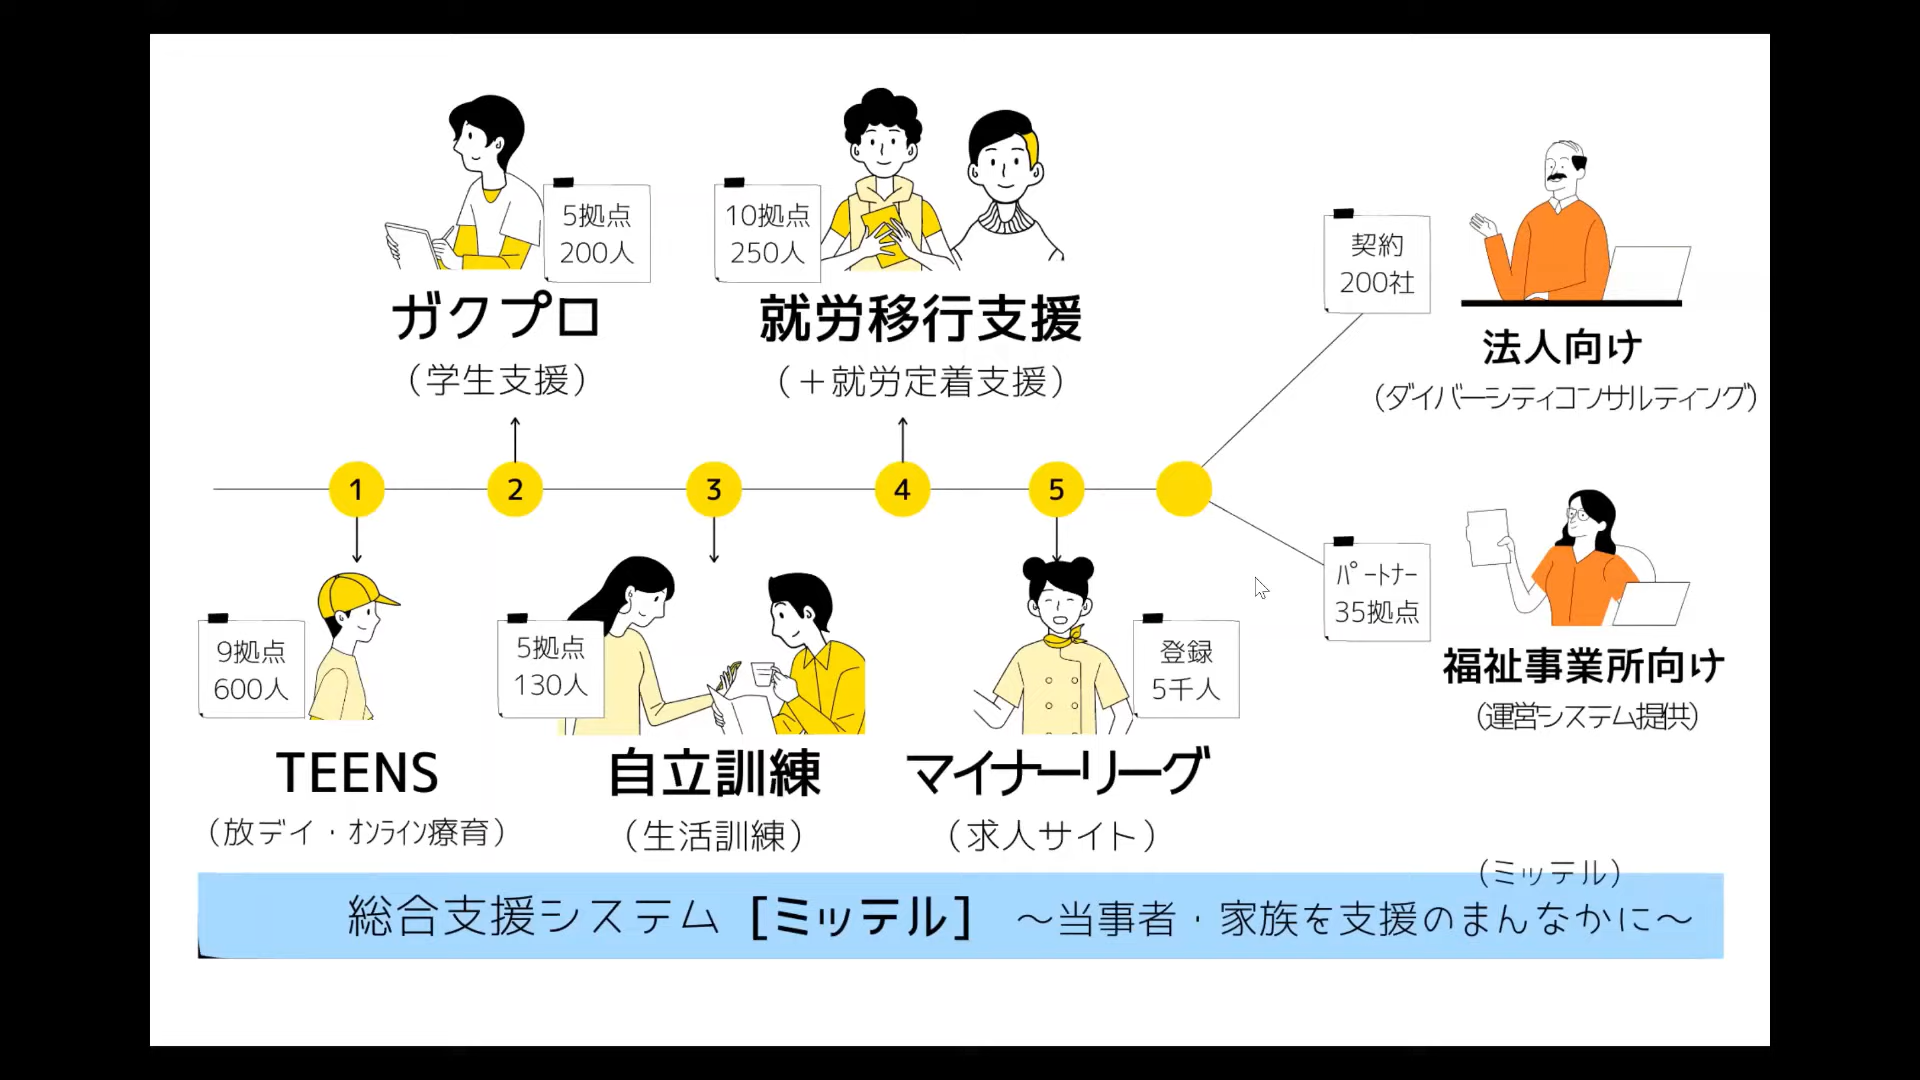 5拠点
200人
ガクプロ
（学生支援）
10拠点
250人
就労移行支援
（＋就労定着支援）
契約
200社
法人向け
（ダイバーシティコンサルティング）
1
2
3
4
5
9拠点
600人
TEENS
（放デイ・ｵﾝﾗｲﾝ療育）
5拠点
130人
自立訓練
（生活訓練）
登録
5千人
マイナーリーグ
（求人サイト）
ﾊﾟｰﾄﾅｰ
35拠点
福祉事業所向け
（運営システム提供）
（ミッテル）
総合支援システム［ミッテル］　～当事者・家族を支援のまんなかに～